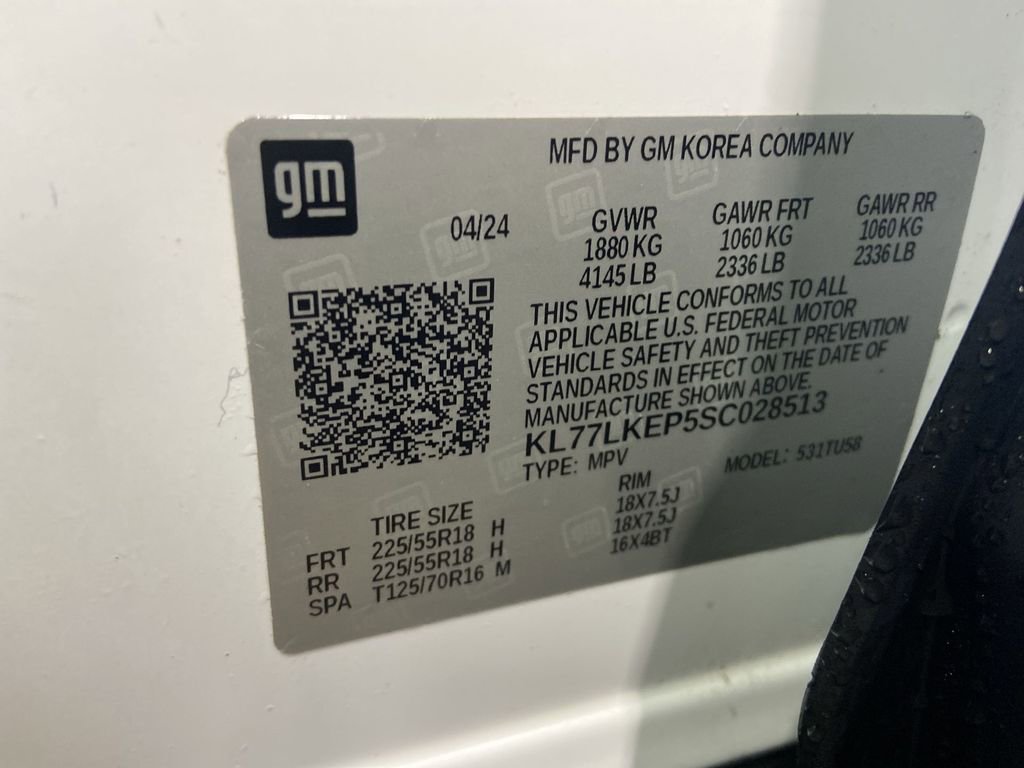 gm
MFD BY GM KOREA COMPANY
04/24
GVWR
1880 KG
4145 LB
GAWR FRT
1060 KG
2336 LB
GAWR RR
1060 KG
2336 LB
THIS VEHICLE CONFORMS TO ALL
APPLICABLE U.S. FEDERAL MOTOR
VEHICLE SAFETY AND THEFT PREVENTION
STANDARDS IN EFFECT ON THE DATE OF
MANUFACTURE SHOWN ABOVE.
KL77LKEP5SC028513
TYPE: MPV MODEL: 531TU58
TIRE SIZE RIM
FRT 225/55R18 H 18X7.5J
RR 225/55R18 H 18X7.5J
SPA T125/70R16 M 16X4BT